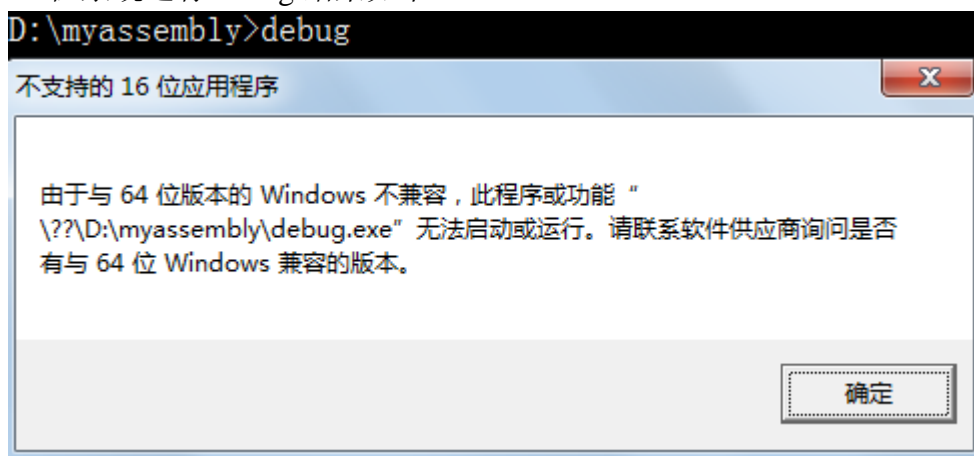 D:\myassembly>debug
不支持的 16 位应用程序
由于与 64 位版本的 Windows 不兼容，此程序或功能“
\??\D:\myassembly\debug.exe”无法启动或运行。请联系软件供应商询问是否
有与 64 位 Windows 兼容的版本。
确定